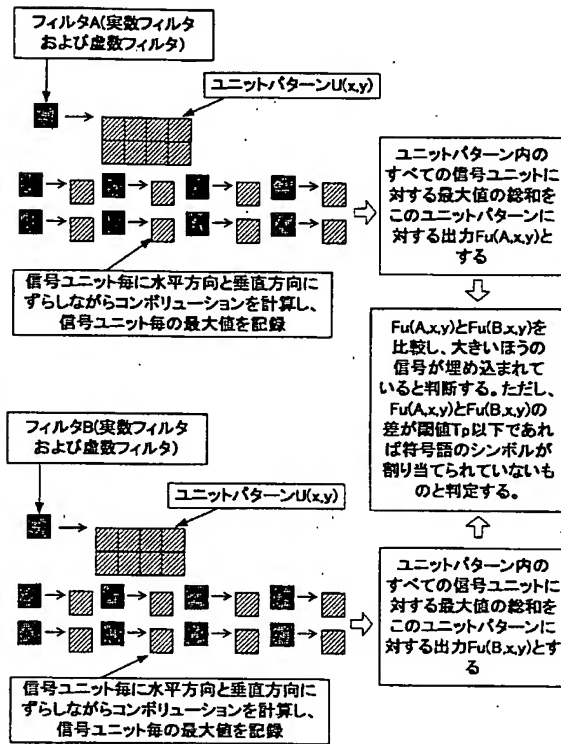 フィルタA(実数フィルタ
および虚数フィルタ)
ユニットパターンU(x,y)
信号ユニット毎に水平方向と垂直方向に
ずらしながらコンボリューションを計算し、
信号ユニット毎の最大値を記録
ユニットパターン内の
すべての信号ユニットに
対する最大値の総和を
このユニットパターンに
対する出力Fu(A,x,y)と
する
Fu(A,x,y)とFu(B,x,y)を
比較し、大きいほうの
信号が埋め込まれて
いると判断する。ただし、
Fu(A,x,y)とFu(B,x,y)の
差が閾値Tp以下であれ
ば符号語のシンボルが
割り当てられていないも
のと判定する。
フィルタB(実数フィルタ
および虚数フィルタ)
ユニットパターンU(x,y)
信号ユニット毎に水平方向と垂直方向に
ずらしながらコンボリューションを計算し、
信号ユニット毎の最大値を記録
ユニットパターン内の
すべての信号ユニットに
対する最大値の総和を
このユニットパターンに
対する出力Fu(B,x,y)とす
る